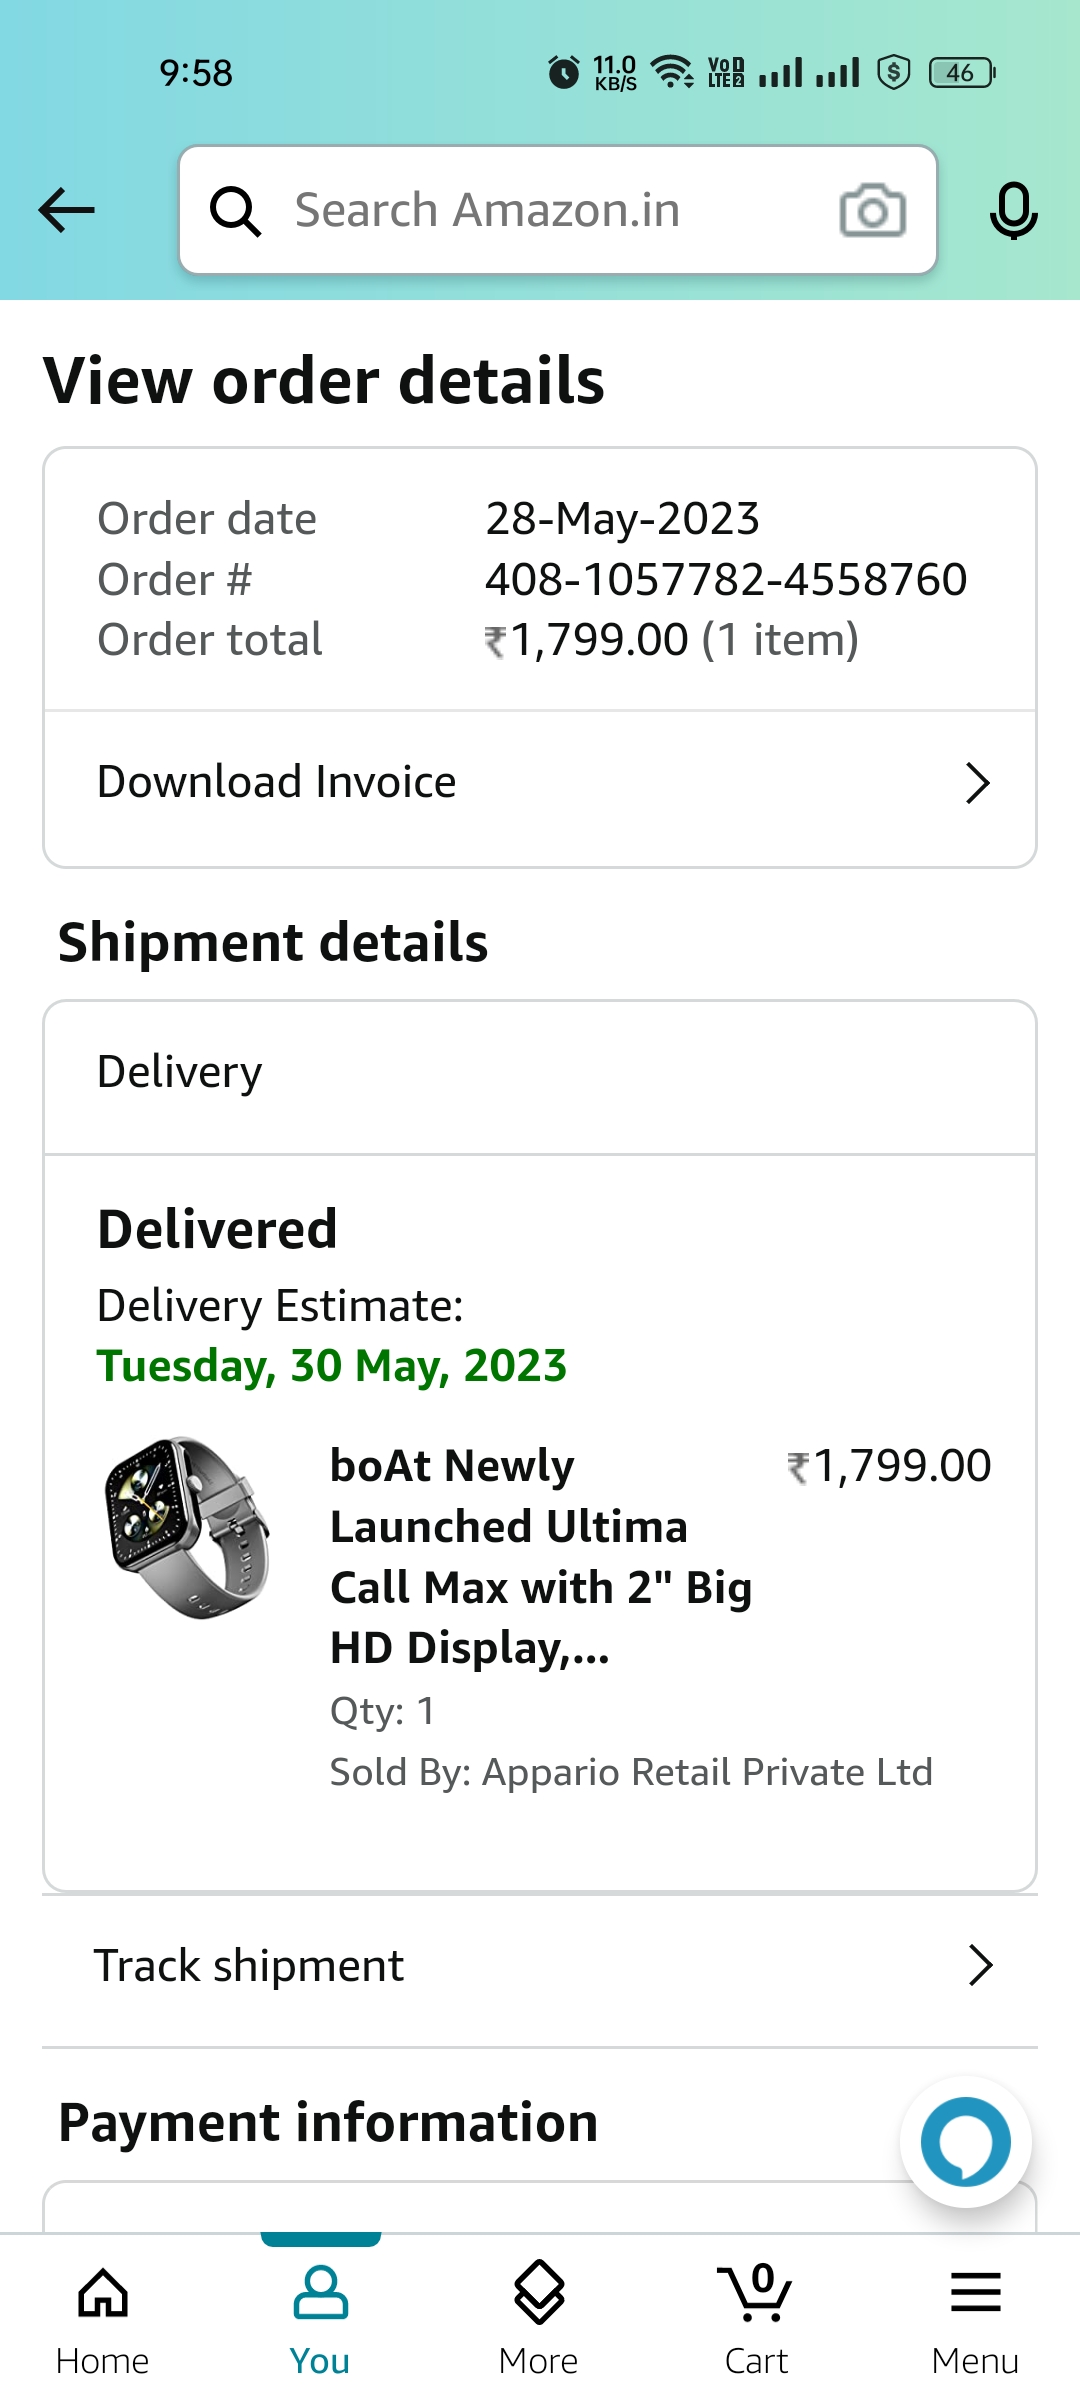 9:58
11.0
KB/S
Vo
LTE 2
46
Search Amazon.in
View order details
Order date 28-May-2023
Order # 408-1057782-4558760
Order total ₹1,799.00 (1 item)
Download Invoice
Shipment details
Delivery
Delivered
Delivery Estimate:
Tuesday, 30 May, 2023
boAt Newly ₹1,799.00
Launched Ultima
Call Max with 2" Big
HD Display,...
Qty: 1
Sold By: Appario Retail Private Ltd
Track shipment
Payment information
0
Home You More Cart Menu